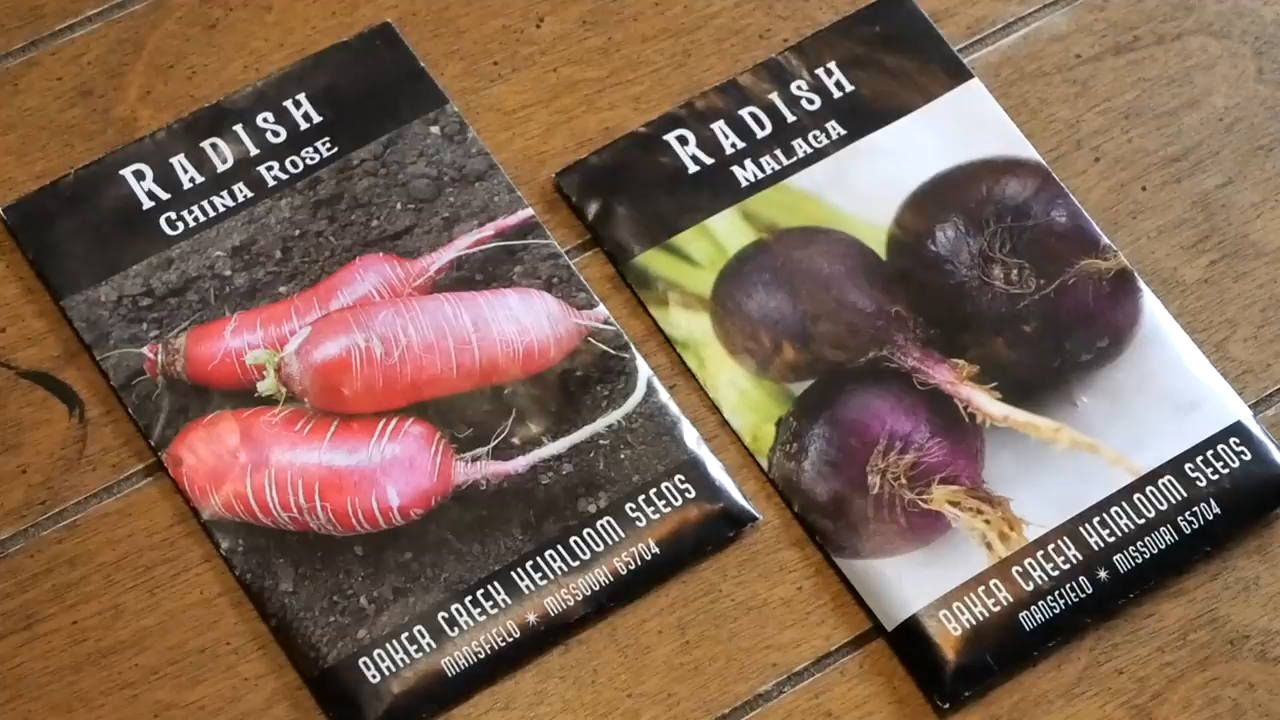 RADISH
CHINA ROSE
BAKER CREEK HEIRLOOM SEEDS
MANSFIELD * MISSOURI 65704
RADISH
MALAGA
BAKER CREEK HEIRLOOM SEEDS
MANSFIELD * MISSOURI 65704